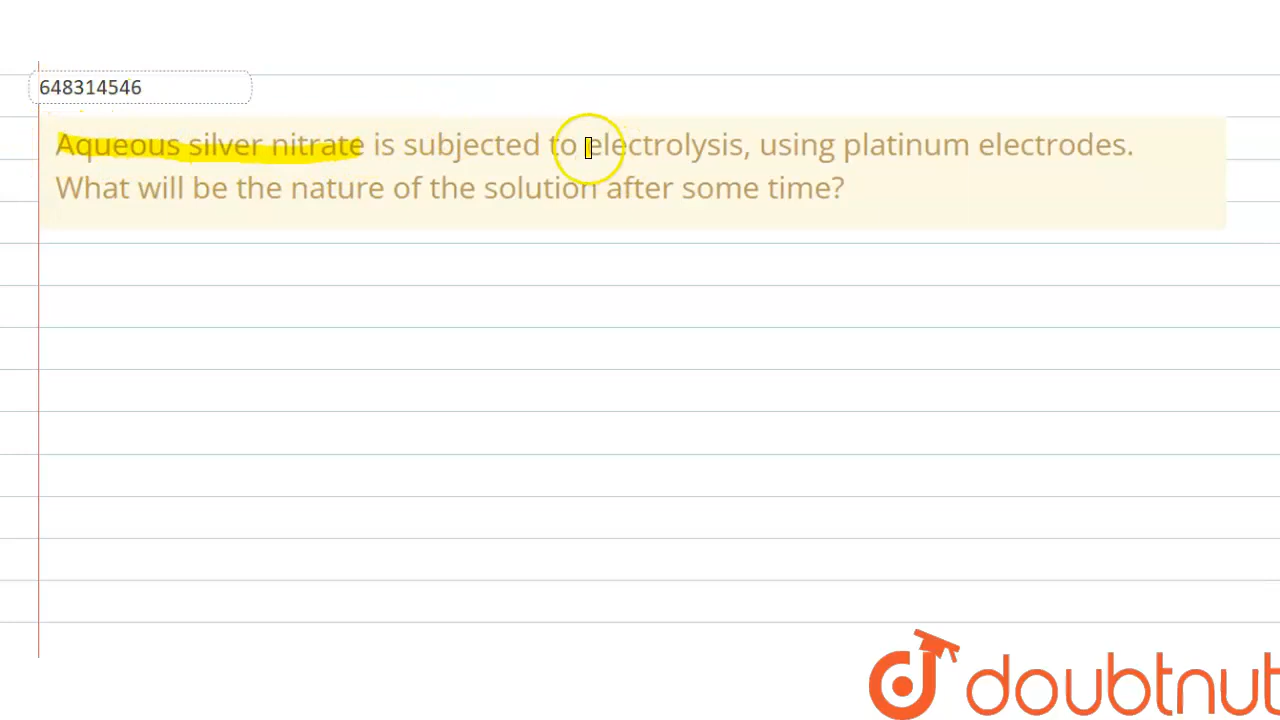 648314546
Aqueous silver nitrate is subjected to electrolysis, using platinum electrodes.
What will be the nature of the solution after some time?
doubtnut